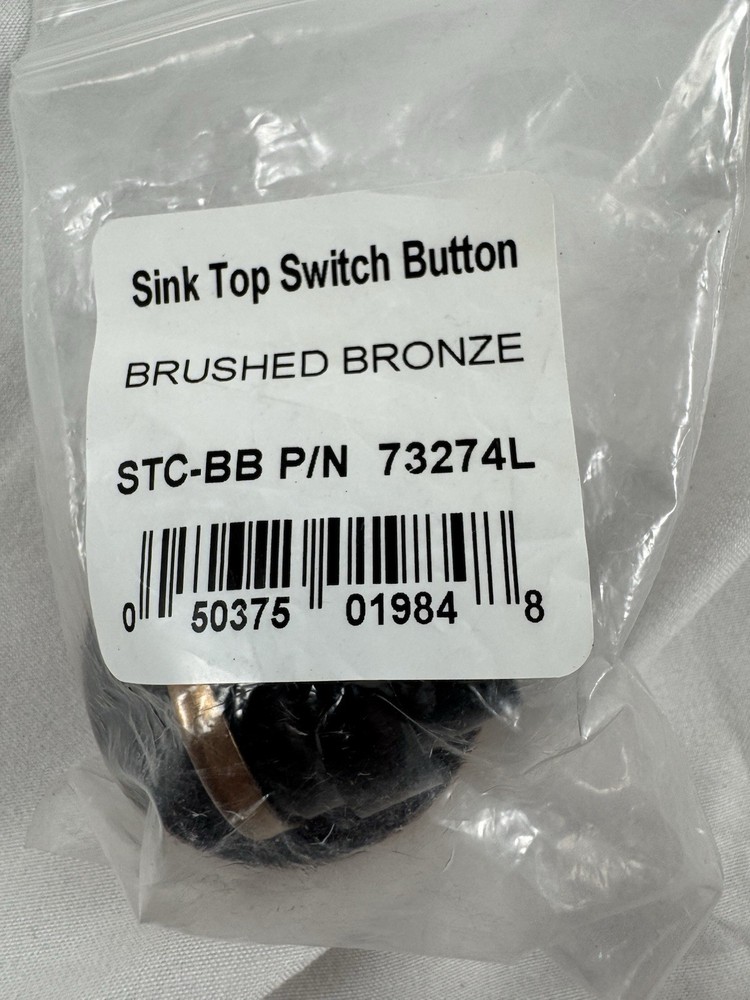 Sink Top Switch Button
BRUSHED BRONZE
STC-BB P/N 73274L
0 50375 01984 8